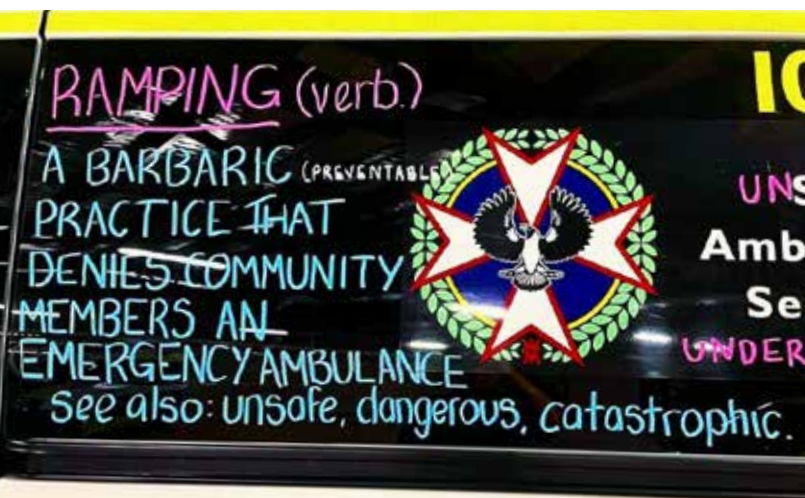 RAMPING (verb.)
A BARBARIC (PREVENTABLE)
PRACTICE THAT
DENIES COMMUNITY
MEMBERS AN
EMERGENCY AMBULANCE
see also: unsafe, dangerous, catastrophic.
10
UNS
Amb
Se
UNDER